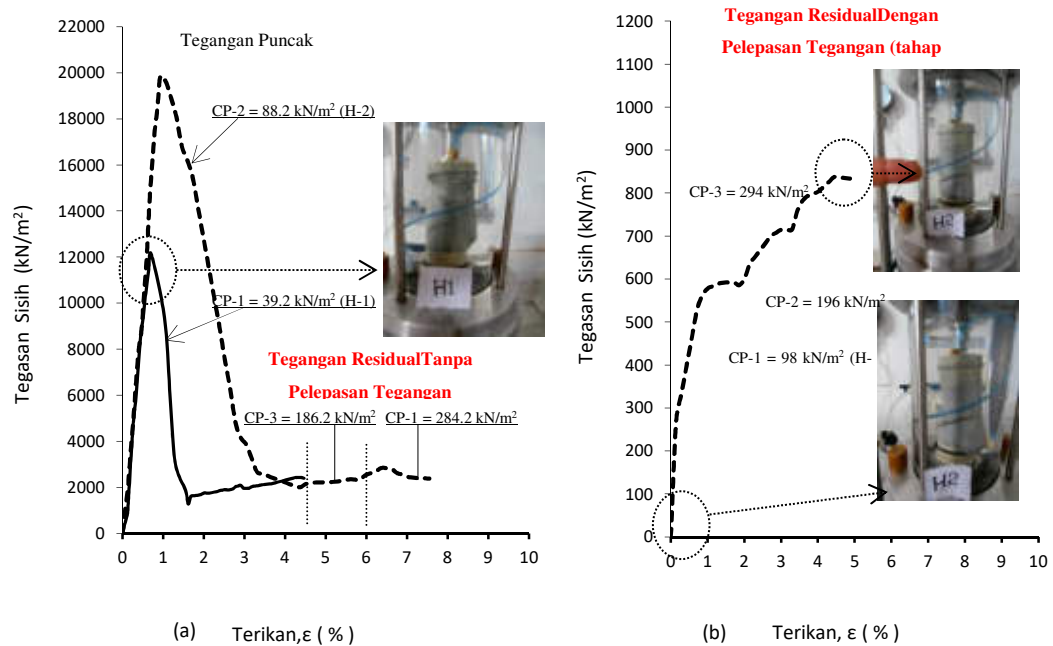 Tegangan Puncak
CP-2 = 88.2 kN/m² (H-2)
CP-1 = 39.2 kN/m² (H-1)
H1
Tegangan ResidualTanpa
Pelepasan Tegangan
CP-3 = 186.2 kN/m²
CP-1 = 284.2 kN/m²
Tegasan Sisih (kN/m²)
22000
20000
18000
16000
14000
12000
10000
8000
6000
4000
2000
0
0 1 2 3 4 5 6 7 8 9 10
(a) Terikan,ε ( % )
Tegangan ResidualDengan
Pelepasan Tegangan (tahap
CP-3 = 294 kN/m²
H2
CP-2 = 196 kN/m²
CP-1 = 98 kN/m² (H-
H2
Tegasan Sisih (kN/m²)
1200
1100
1000
900
800
700
600
500
400
300
200
100
0
0 1 2 3 4 5 6 7 8 9 10
(b) Terikan, ε ( % )